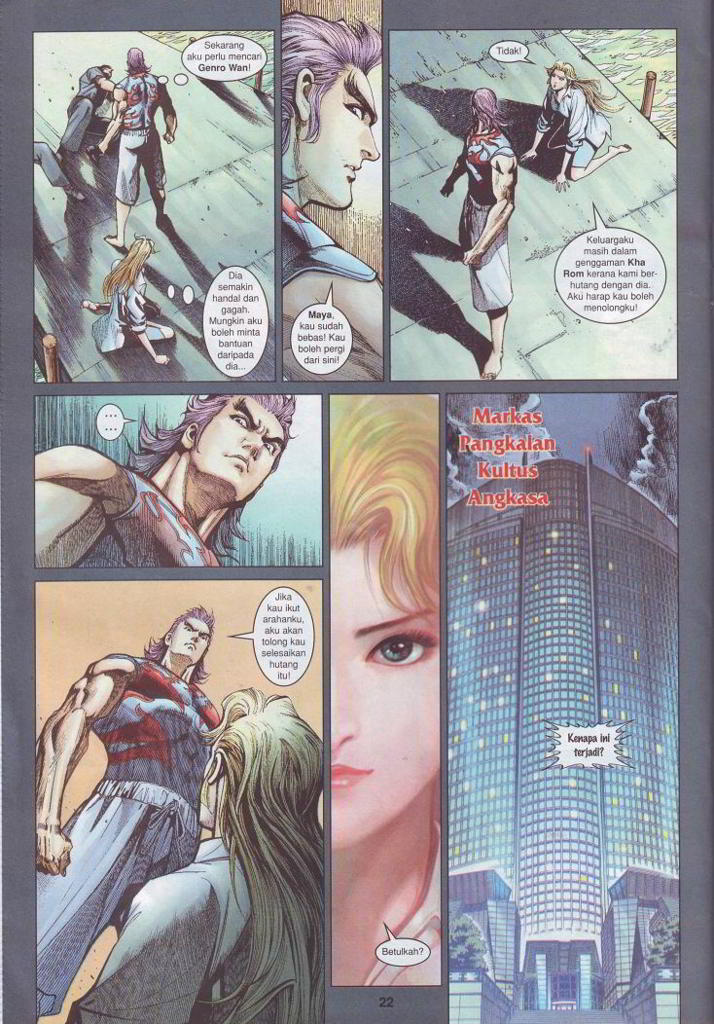 Sekarang
aku perlu mencari
Genro Wan!
Dia
semakin
handal dan
gagah.
Mungkin aku
boleh minta
bantuan
daripada
dia...
Maya,
kau sudah
bebas! Kau
boleh pergi
dari sini!
Tidak!
Keluargaku
masih dalam
genggaman Kha
Rom kerana kami ber-
hutang dengan dia.
Aku harap kau boleh
menolongku!
...
...
Jika
kau ikut
arahanku,
aku akan
tolong kau
selesaikan
hutang
itu!
Betulkah?
Markas
Pangkalan
Kultus
Angkasa
Kenapa ini
terjadi?
22